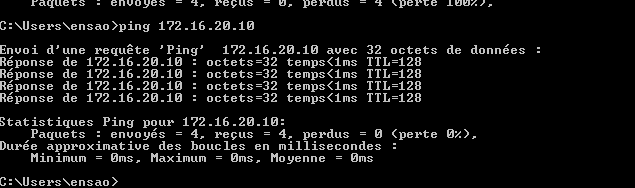 Paquets : envoyés = 4, reçus = 0, perdus = 4 (perte 100%),
C:\Users\ensao>ping 172.16.20.10
Envoi d'une requête 'Ping'  172.16.20.10 avec 32 octets de données :
Réponse de 172.16.20.10 : octets=32 temps<1ms TTL=128
Réponse de 172.16.20.10 : octets=32 temps<1ms TTL=128
Réponse de 172.16.20.10 : octets=32 temps<1ms TTL=128
Réponse de 172.16.20.10 : octets=32 temps<1ms TTL=128
Statistiques Ping pour 172.16.20.10:
Paquets : envoyés = 4, reçus = 4, perdus = 0 (perte 0%),
Durée approximative des boucles en millisecondes :
Minimum = 0ms, Maximum = 0ms, Moyenne = 0ms
C:\Users\ensao>